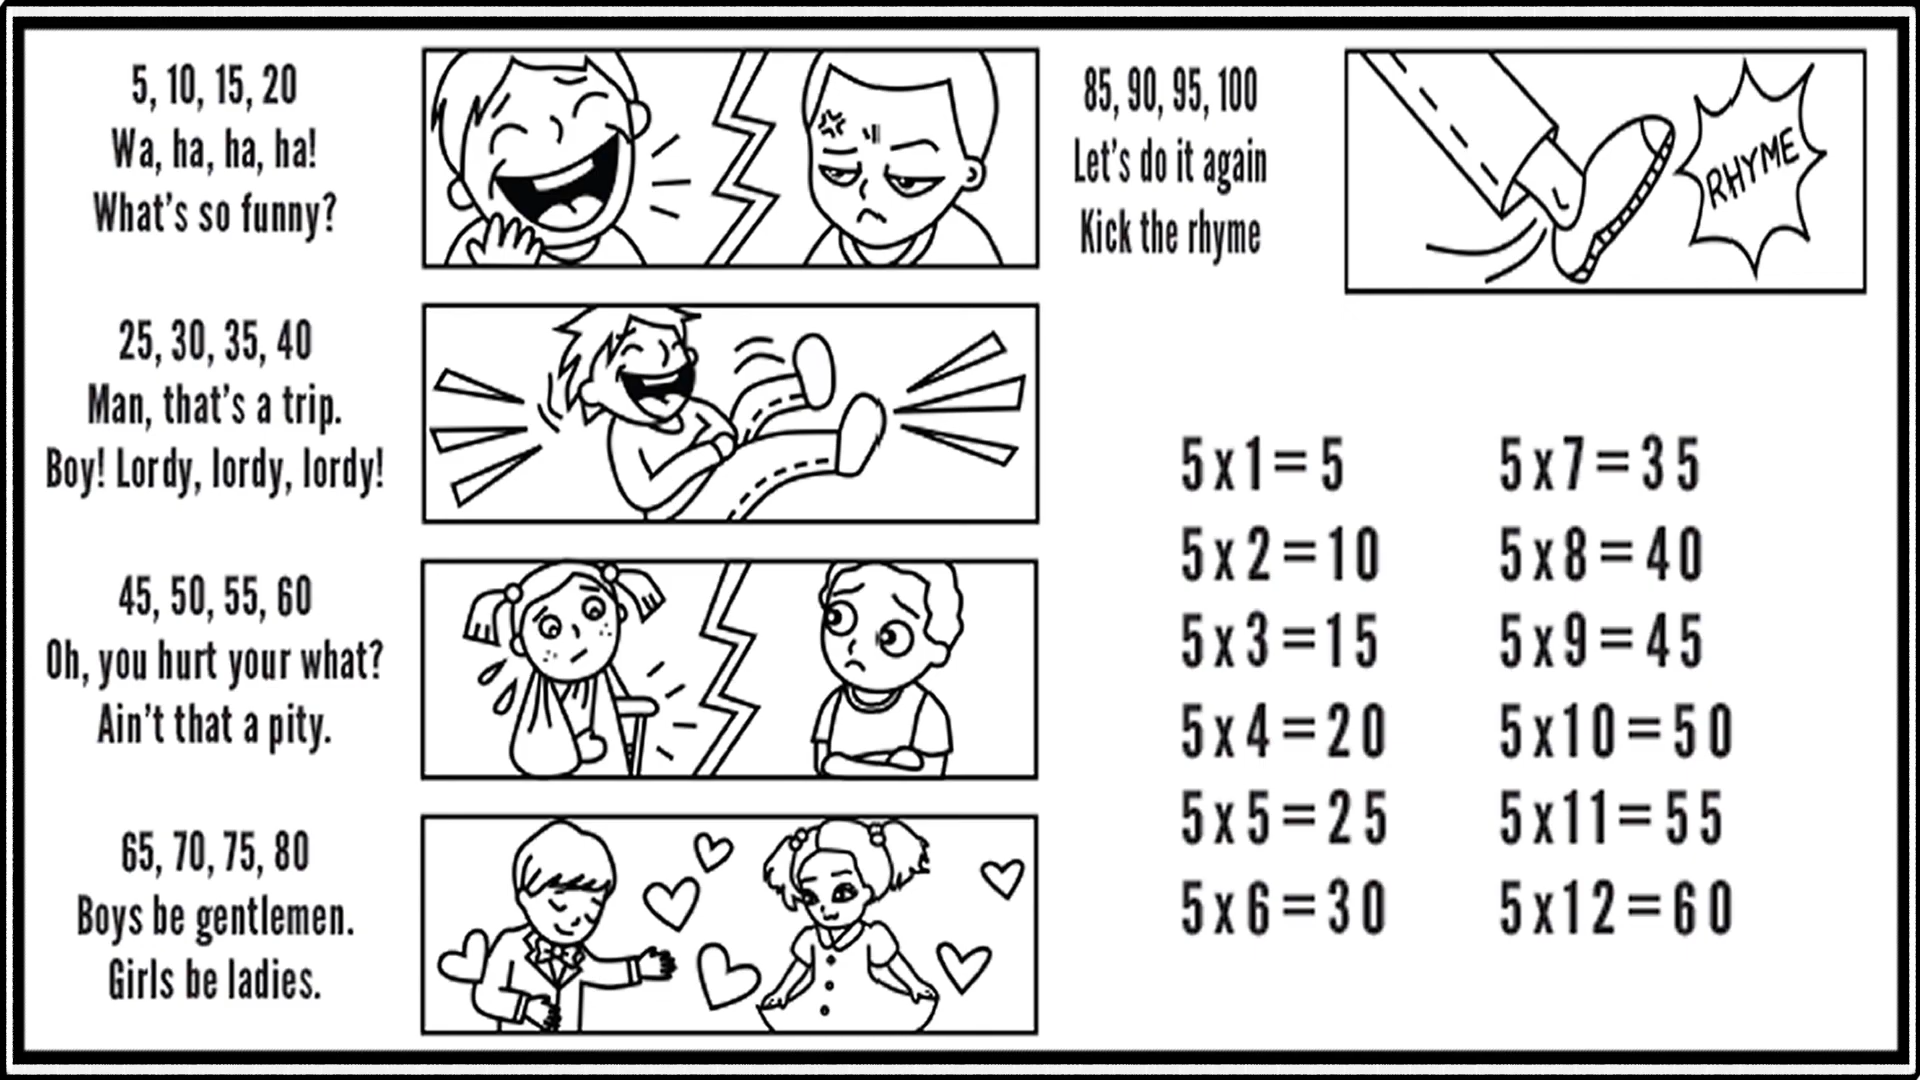 5, 10, 15, 20
Wa, ha, ha, ha!
What's so funny?
25, 30, 35, 40
Man, that's a trip.
Boy! Lordy, lordy, lordy!
45, 50, 55, 60
Oh, you hurt your what?
Ain't that a pity.
65, 70, 75, 80
Boys be gentlemen.
Girls be ladies.
85, 90, 95, 100
Let's do it again
Kick the rhyme
RHYME
5 x 1 = 5
5 x 2 = 10
5 x 3 = 15
5 x 4 = 20
5 x 5 = 25
5 x 6 = 30
5 x 7 = 35
5 x 8 = 40
5 x 9 = 45
5 x 10 = 50
5 x 11 = 55
5 x 12 = 60